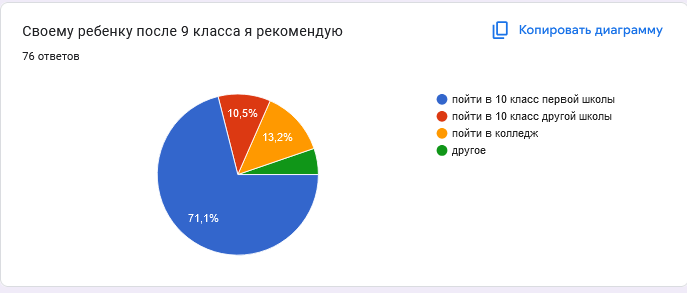 Своему ребенку после 9 класса я рекомендую
Копировать диаграмму
76 ответов
10,5%
13,2%
71,1%
пойти в 10 класс первой школы
пойти в 10 класс другой школы
пойти в колледж
другое